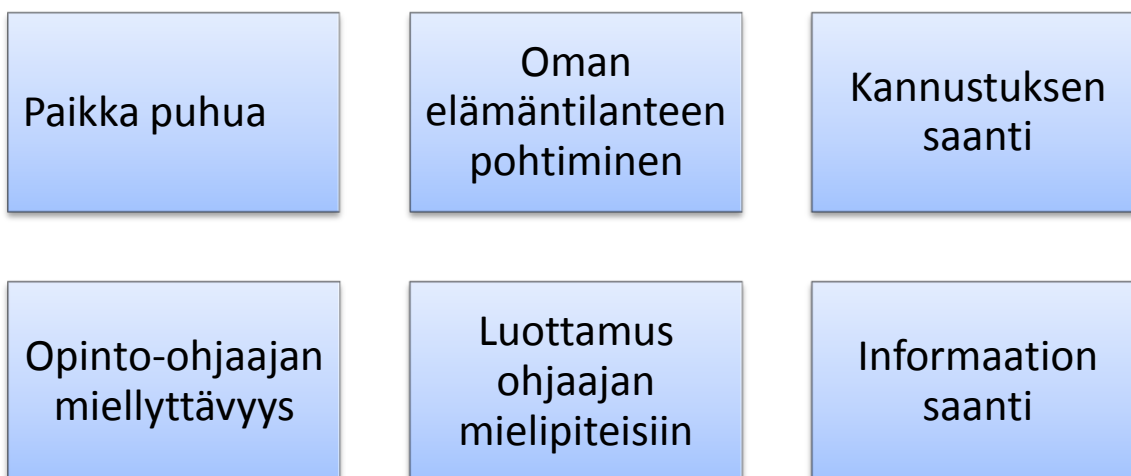 Paikka puhua
Oman
elämäntilanteen
pohtiminen
Kannustuksen
saanti
Opinto-ohjaajan
miellyttävyys
Luottamus
ohjaajan
mielipiteisiin
Informaation
saanti